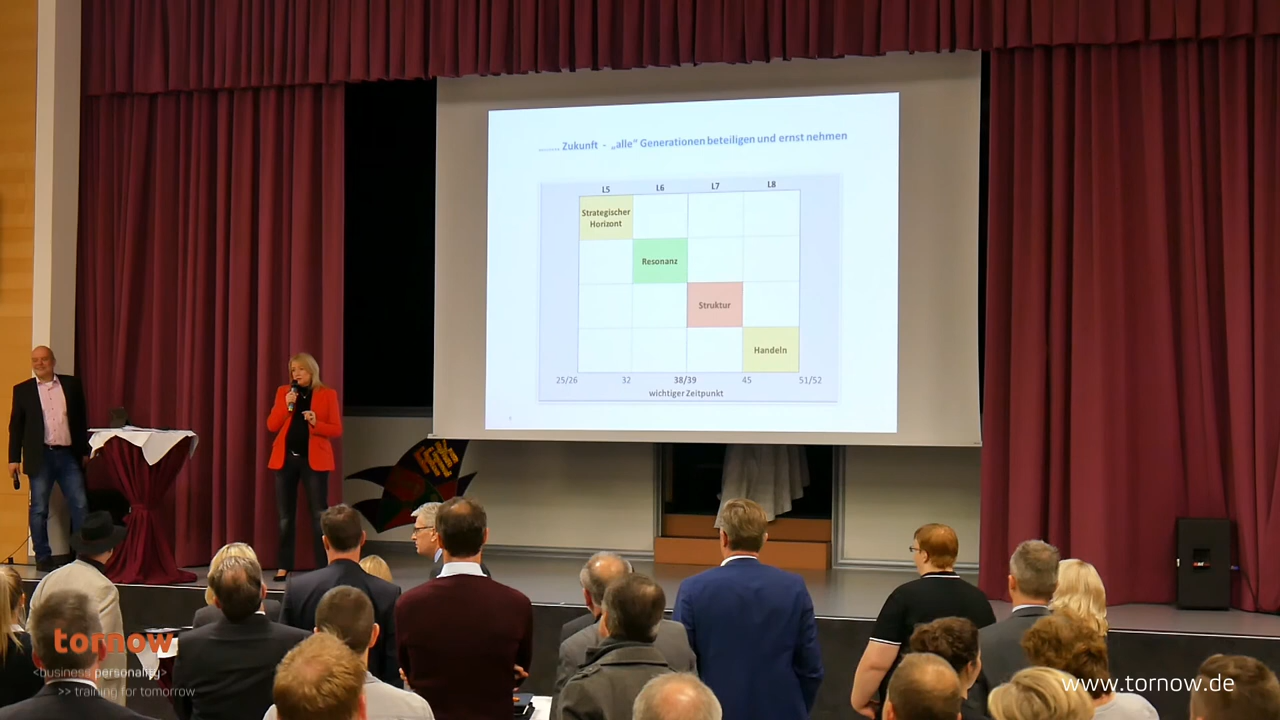 ........ Zukunft - „alle" Generationen beteiligen und ernst nehmen
L5 L6 L7 L8
Strategischer
Horizont
Resonanz
Struktur
Handeln
25/26 32 38/39 45 51/52
wichtiger Zeitpunkt
tornow
<business personality>
>> training for tomorrow
www.tornow.de